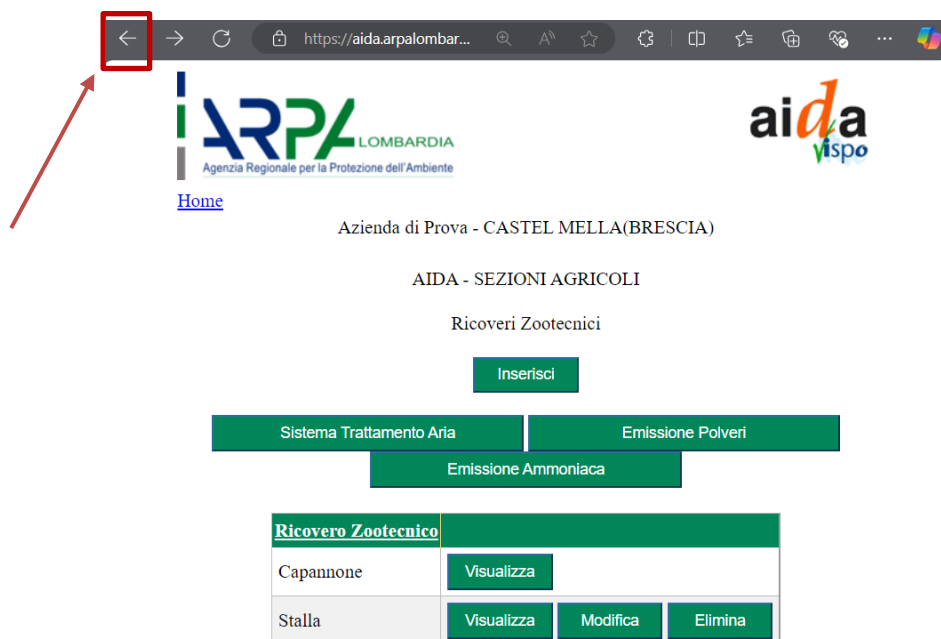 https://aida.arpalombar...
ARPA LOMBARDIA
Agenzia Regionale per la Protezione dell'Ambiente
aida
vispo
Home
Azienda di Prova - CASTEL MELLA(BRESCIA)
AIDA - SEZIONI AGRICOLI
Ricoveri Zootecnici
Inserisci
Sistema Trattamento Aria Emissione Polveri
Emissione Ammoniaca
Ricovero Zootecnico
Capannone Visualizza
Stalla Visualizza Modifica Elimina